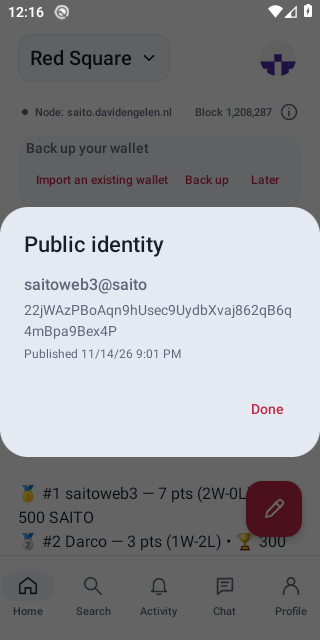 12:16
Red Square
Node: saito.davidengelen.nl Block 1,208,287
Back up your wallet
Import an existing wallet Back up Later
Public identity
saitoweb3@saito
22jWAzPBoAqn9hUsec9UydbXvaj862qB6q
4mBpa9Bex4P
Published 11/14/26 9:01 PM
Done
🥇 #1 saitoweb3 — 7 pts (2W-0L)
500 SAITO
🥈 #2 Darco — 3 pts (1W-2L) • 🏆 300
Home Search Activity Chat Profile